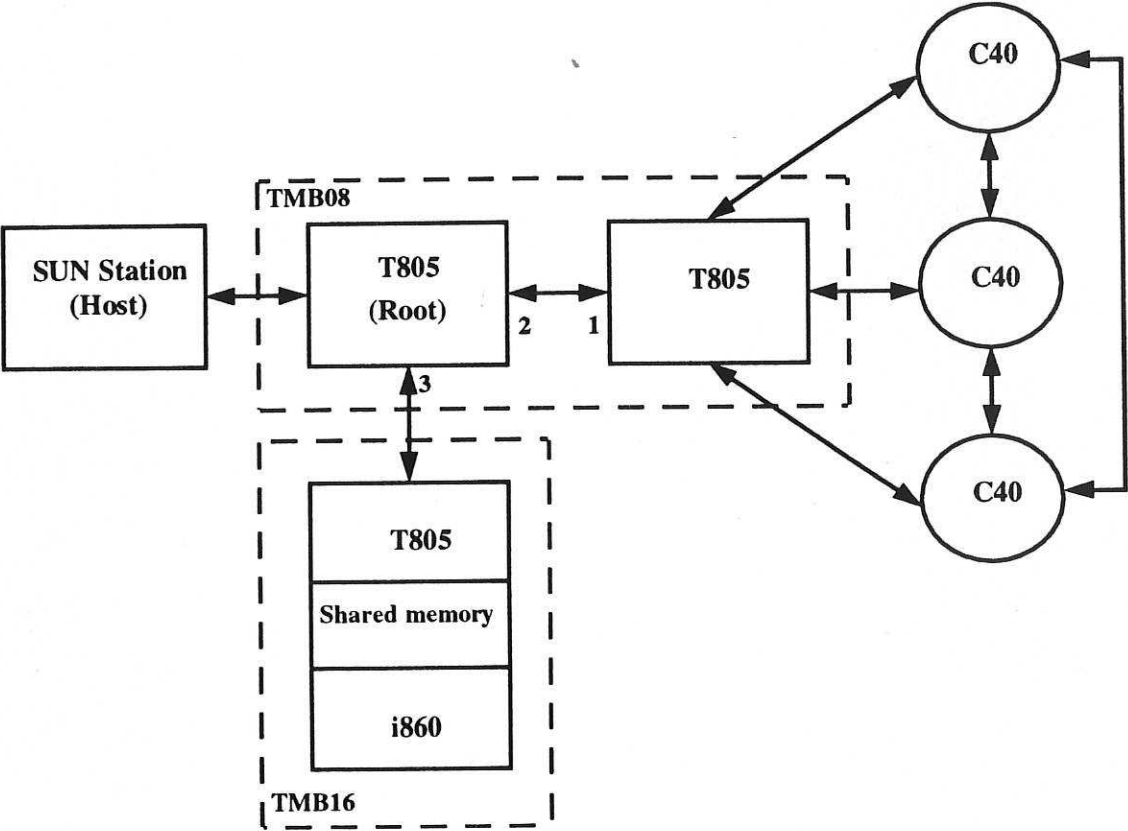 C40
TMB08
SUN Station
(Host)
T805
(Root)
T805
C40
2
1
3
C40
T805
Shared memory
i860
TMB16